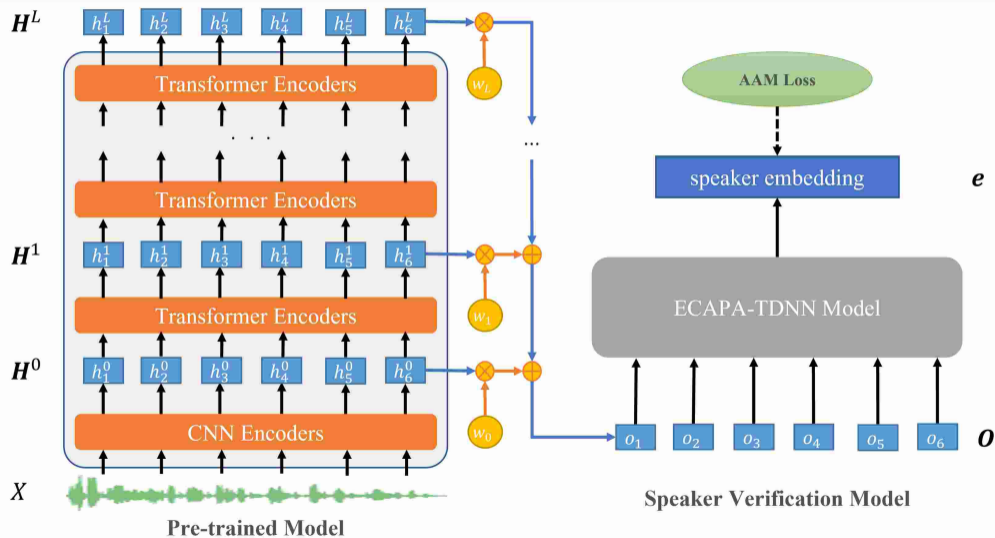 H^L h_1^L h_2^L h_3^L h_4^L h_5^L h_6^L
w_L
Transformer Encoders
. . .
...
Transformer Encoders
H^1 h_1^1 h_2^1 h_3^1 h_4^1 h_5^1 h_6^1
w_1
Transformer Encoders
H^0 h_1^0 h_2^0 h_3^0 h_4^0 h_5^0 h_6^0
w_0
CNN Encoders
X
Pre-trained Model
AAM Loss
speaker embedding e
ECAPA-TDNN Model
o_1 o_2 o_3 o_4 o_5 o_6 O
Speaker Verification Model